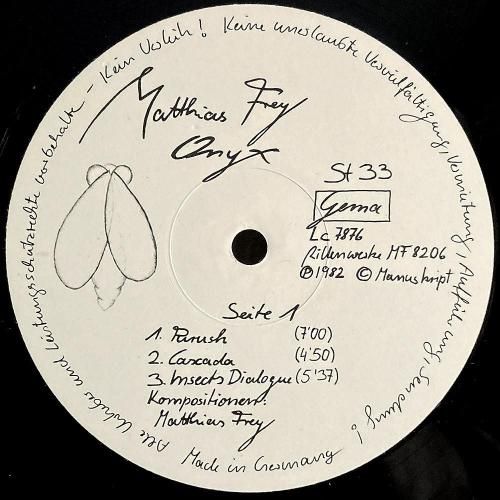 Alle Urheber und Leistungsschutzrechte vorbehalte - Kein Verleih! Keine unerlaubte Vervielfältigung, Vermietung, Aufführung, Sendung!
Matthias Frey
Onyx
St 33
Gema
LC 7876
Rillenwerke MF 8206
Ⓟ 1982 © Manuskript
Seite 1
1. Parush (7'00)
2. Cascada (4'50)
3. Insects Dialogue (5'37)
Kompositionen:
Matthias Frey
Made in Germany